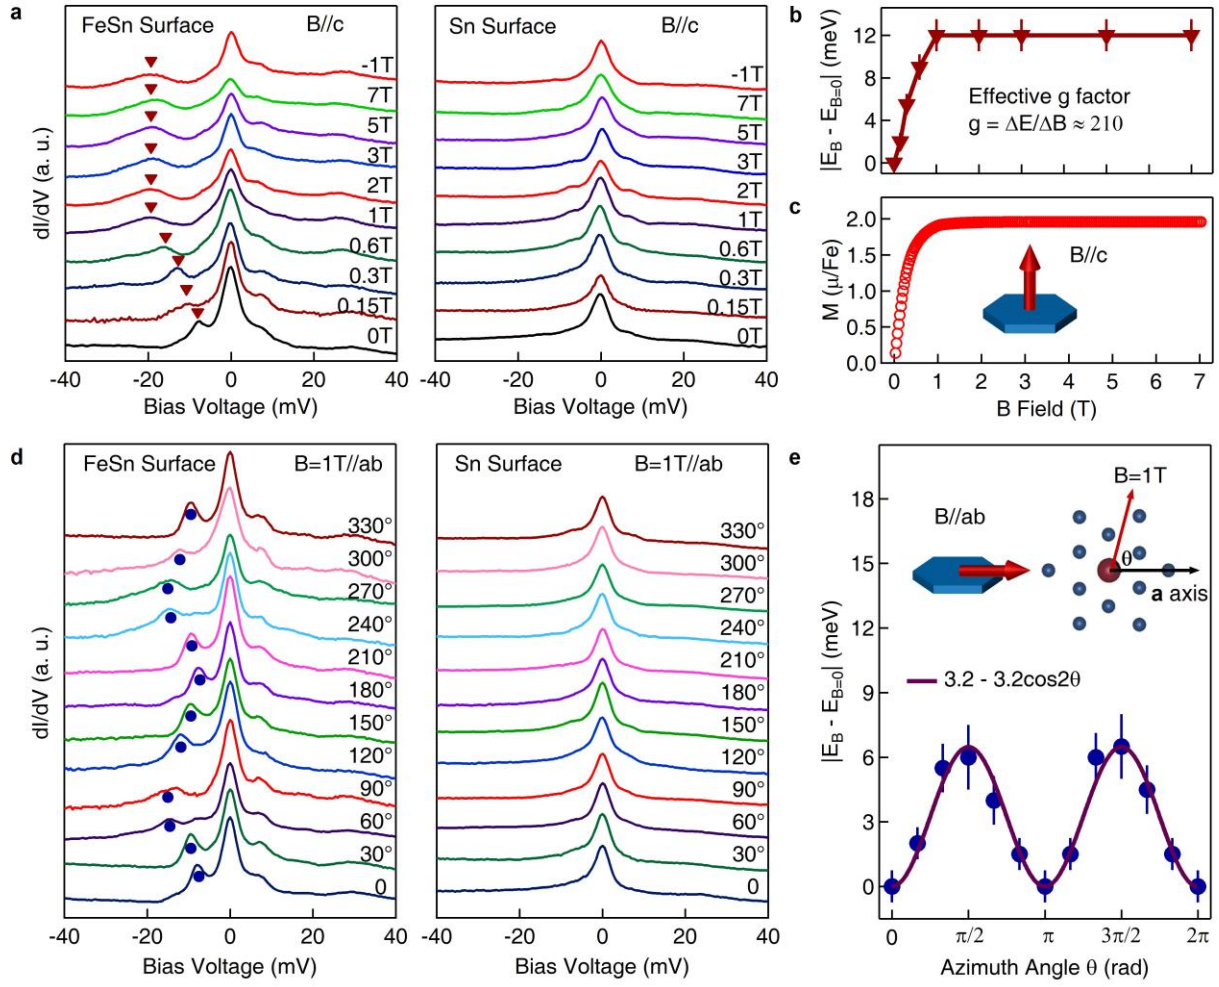 a
FeSn Surface
B//c
-1T
7T
5T
3T
2T
1T
0.6T
0.3T
0.15T
0T
dI/dV (a. u.)
-40
-20
0
20
40
Bias Voltage (mV)
Sn Surface
B//c
-1T
7T
5T
3T
2T
1T
0.6T
0.3T
0.15T
0T
-40
-20
0
20
40
Bias Voltage (mV)
b
|E_B - E_B=0| (meV)
12
8
4
0
Effective g factor
g = ΔE/ΔB ≈ 210
c
M (μ/Fe)
2.0
1.5
1.0
0.5
0.0
B//c
0 1 2 3 4 5 6 7
B Field (T)
d
FeSn Surface
B=1T//ab
330°
300°
270°
240°
210°
180°
150°
120°
90°
60°
30°
0
dI/dV (a. u.)
-40
-20
0
20
40
Bias Voltage (mV)
Sn Surface
B=1T//ab
330°
300°
270°
240°
210°
180°
150°
120°
90°
60°
30°
0
-40
-20
0
20
40
Bias Voltage (mV)
e
|E_B - E_B=0| (meV)
18
15
12
9
6
3
0
B//ab
B=1T
θ
a axis
3.2 - 3.2cos2θ
0
π/2
π
3π/2
2π
Azimuth Angle θ (rad)